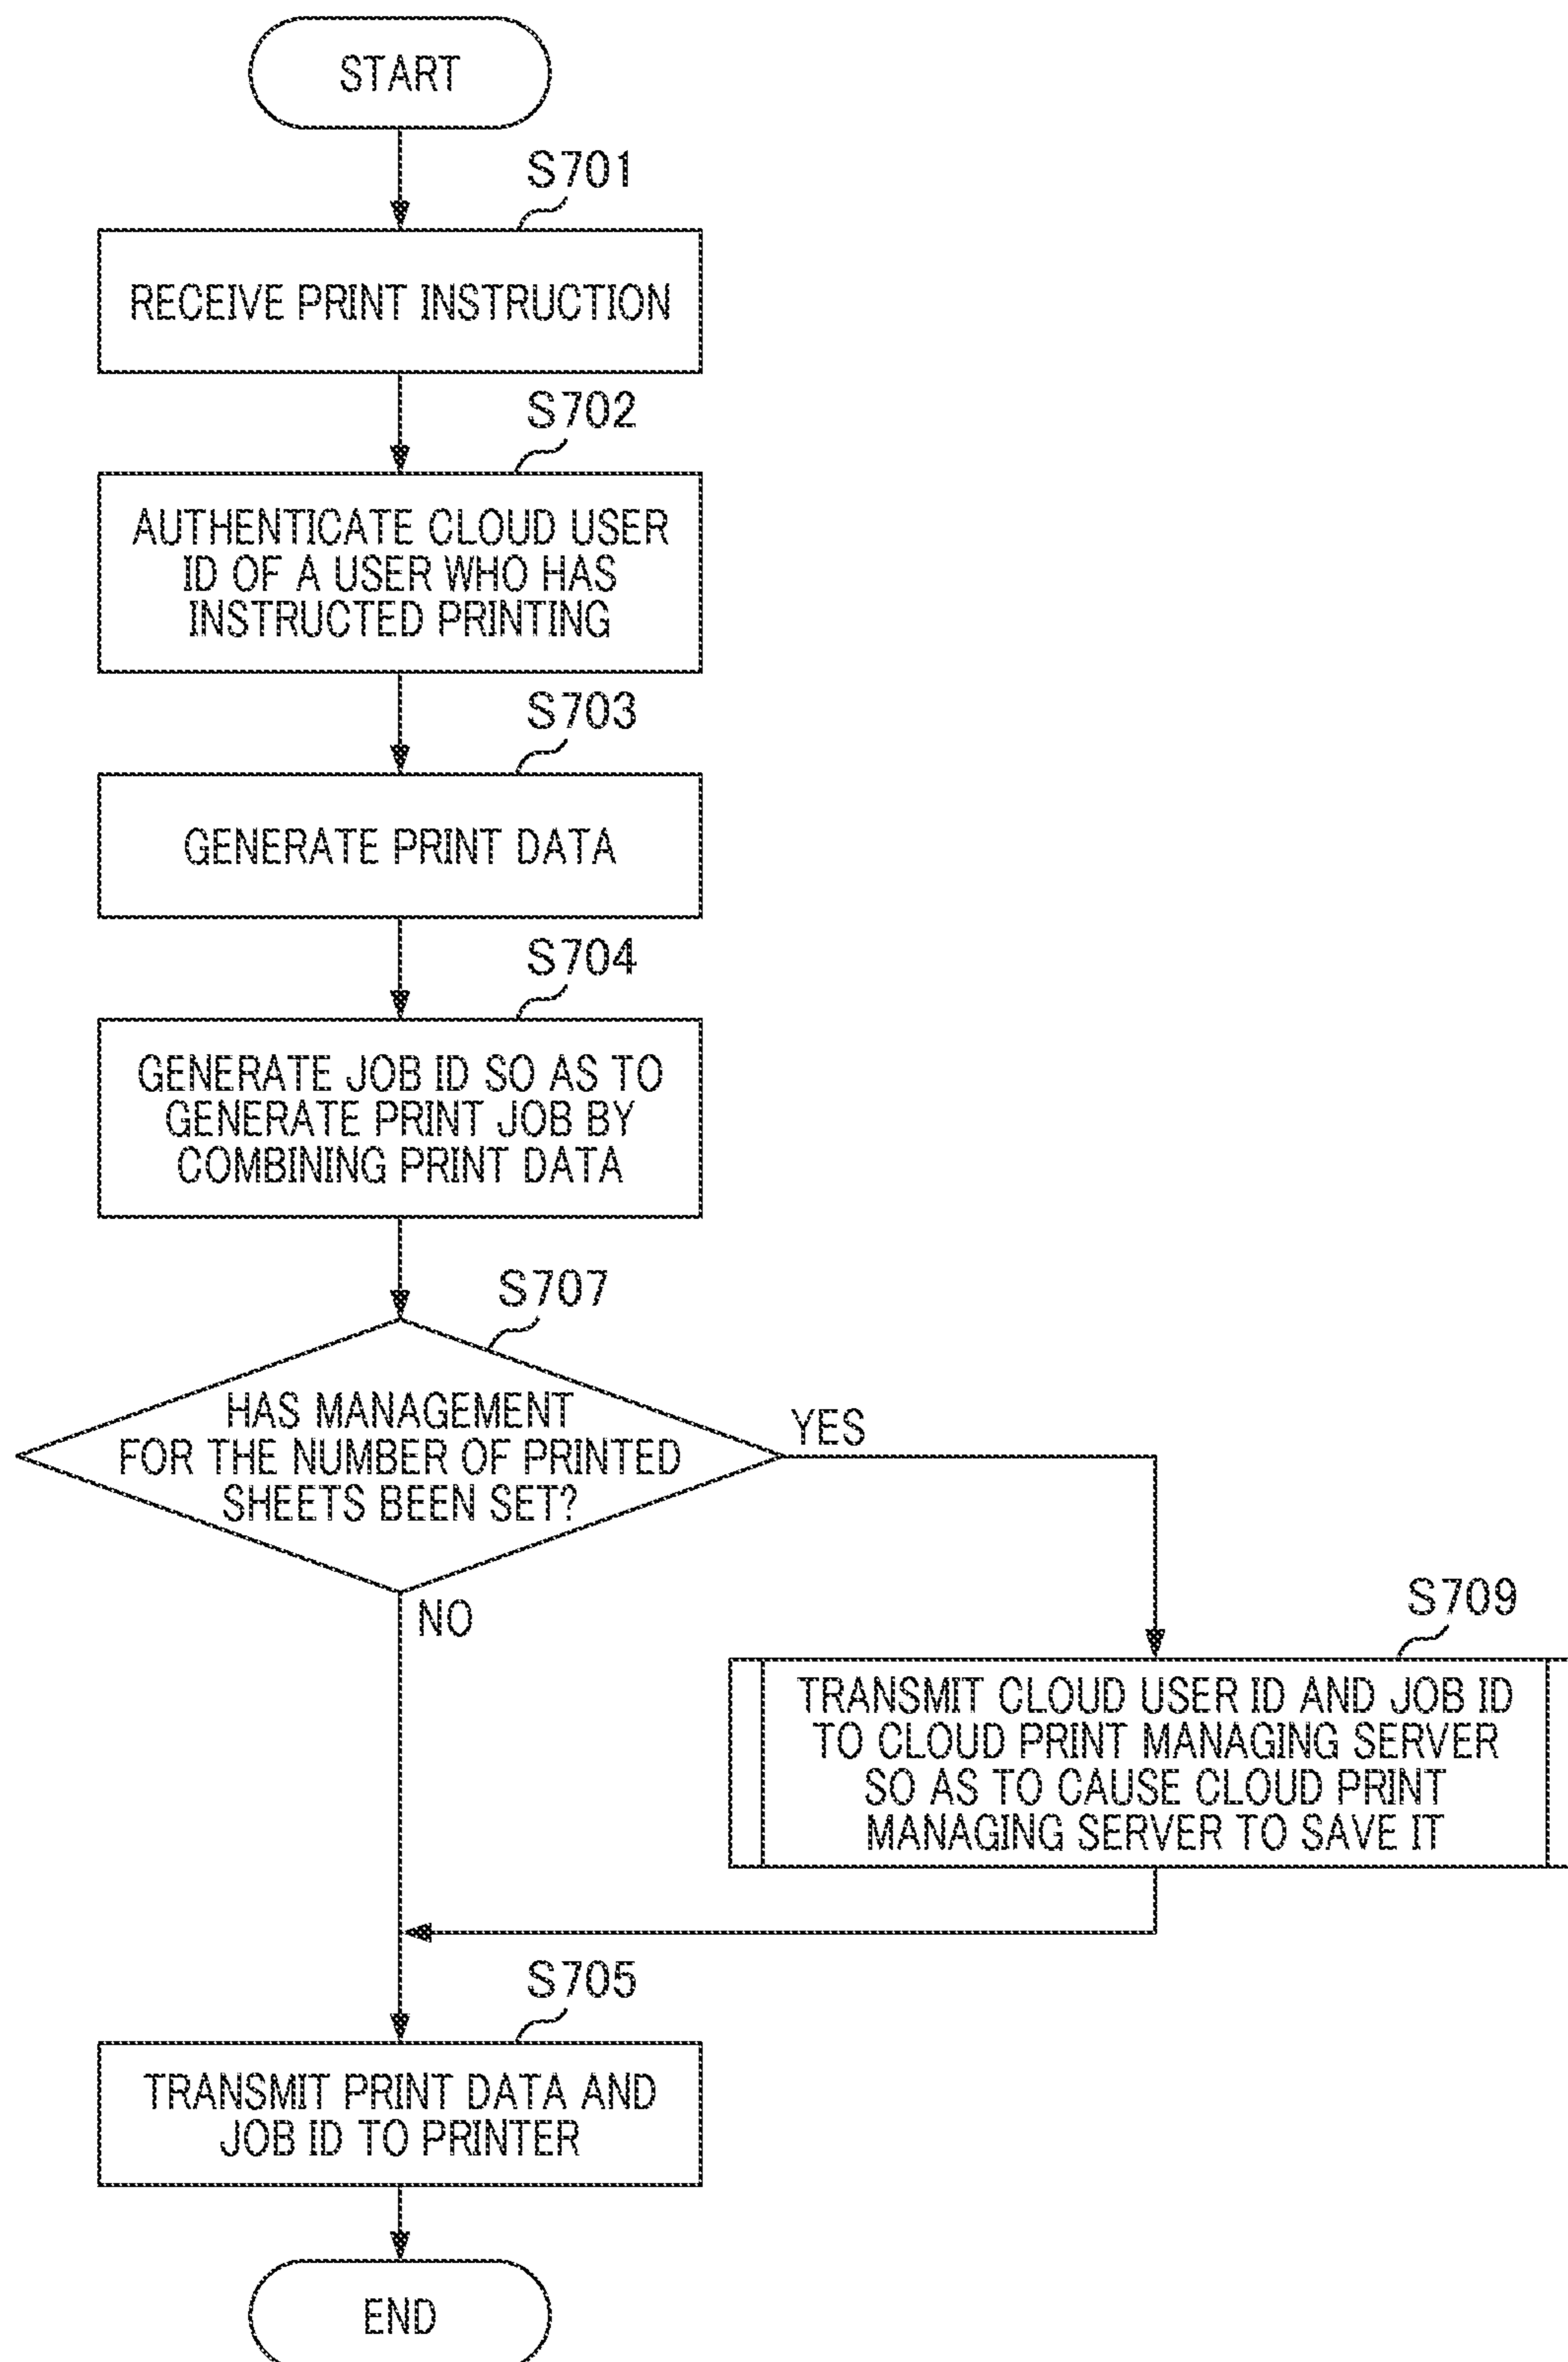 START
S701
RECEIVE PRINT INSTRUCTION
S702
AUTHENTICATE CLOUD USER
ID OF A USER WHO HAS
INSTRUCTED PRINTING
S703
GENERATE PRINT DATA
S704
GENERATE JOB ID SO AS TO
GENERATE PRINT JOB BY
COMBINING PRINT DATA
S707
HAS MANAGEMENT
FOR THE NUMBER OF PRINTED
SHEETS BEEN SET?
YES
NO
S709
TRANSMIT CLOUD USER ID AND JOB ID
TO CLOUD PRINT MANAGING SERVER
SO AS TO CAUSE CLOUD PRINT
MANAGING SERVER TO SAVE IT
S705
TRANSMIT PRINT DATA AND
JOB ID TO PRINTER
END